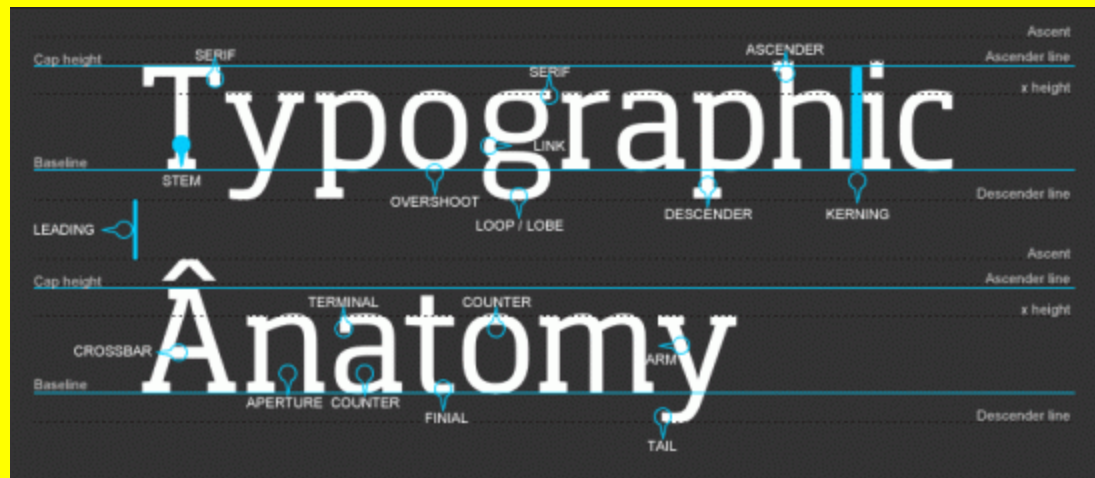 Ascent
Cap height SERIF ASCENDER Ascender line
SERIF x height
Typographic
LINK
Baseline
STEM OVERSHOOT DESCENDER KERNING Descender line
LOOP / LOBE
LEADING
Ascent
Cap height Ascender line
TERMINAL COUNTER x height
Ânatomy
CROSSBAR ARM
Baseline
APERTURE COUNTER FINIAL Descender line
TAIL